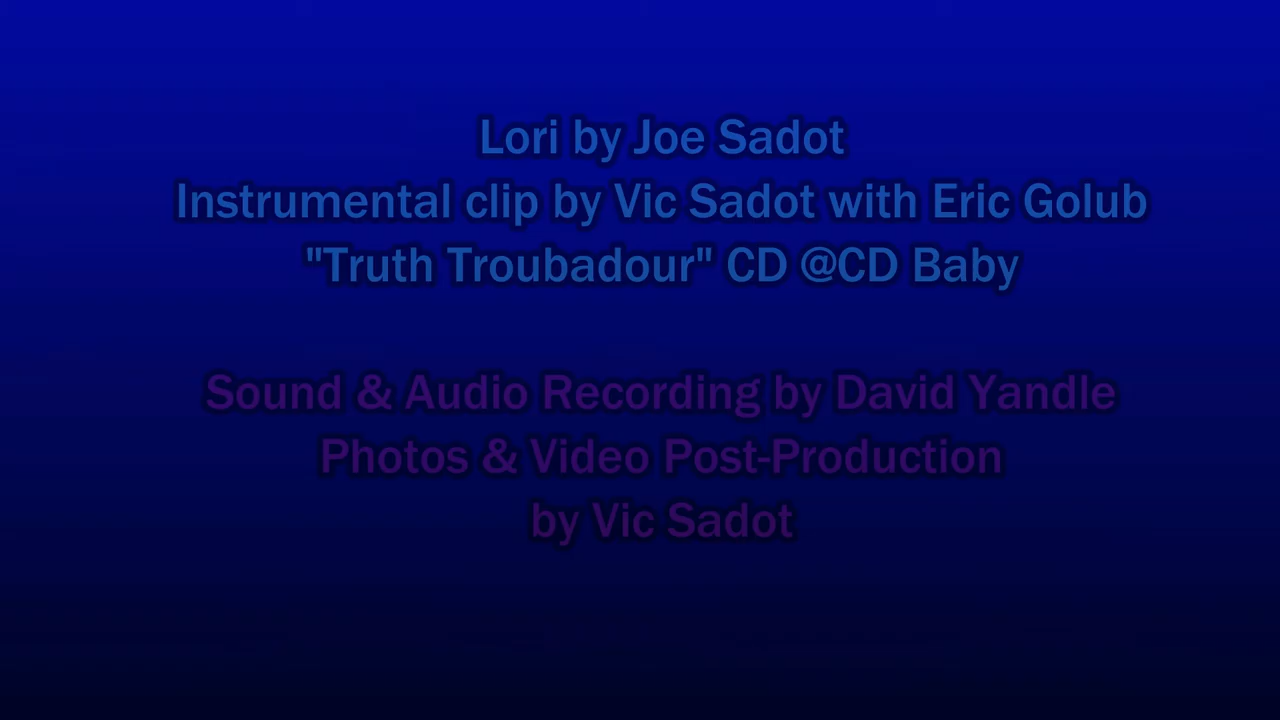 Lori by Joe Sadot
Instrumental clip by Vic Sadot with Eric Golub
"Truth Troubadour" CD @CD Baby
Sound & Audio Recording by David Yandle
Photos & Video Post-Production
by Vic Sadot